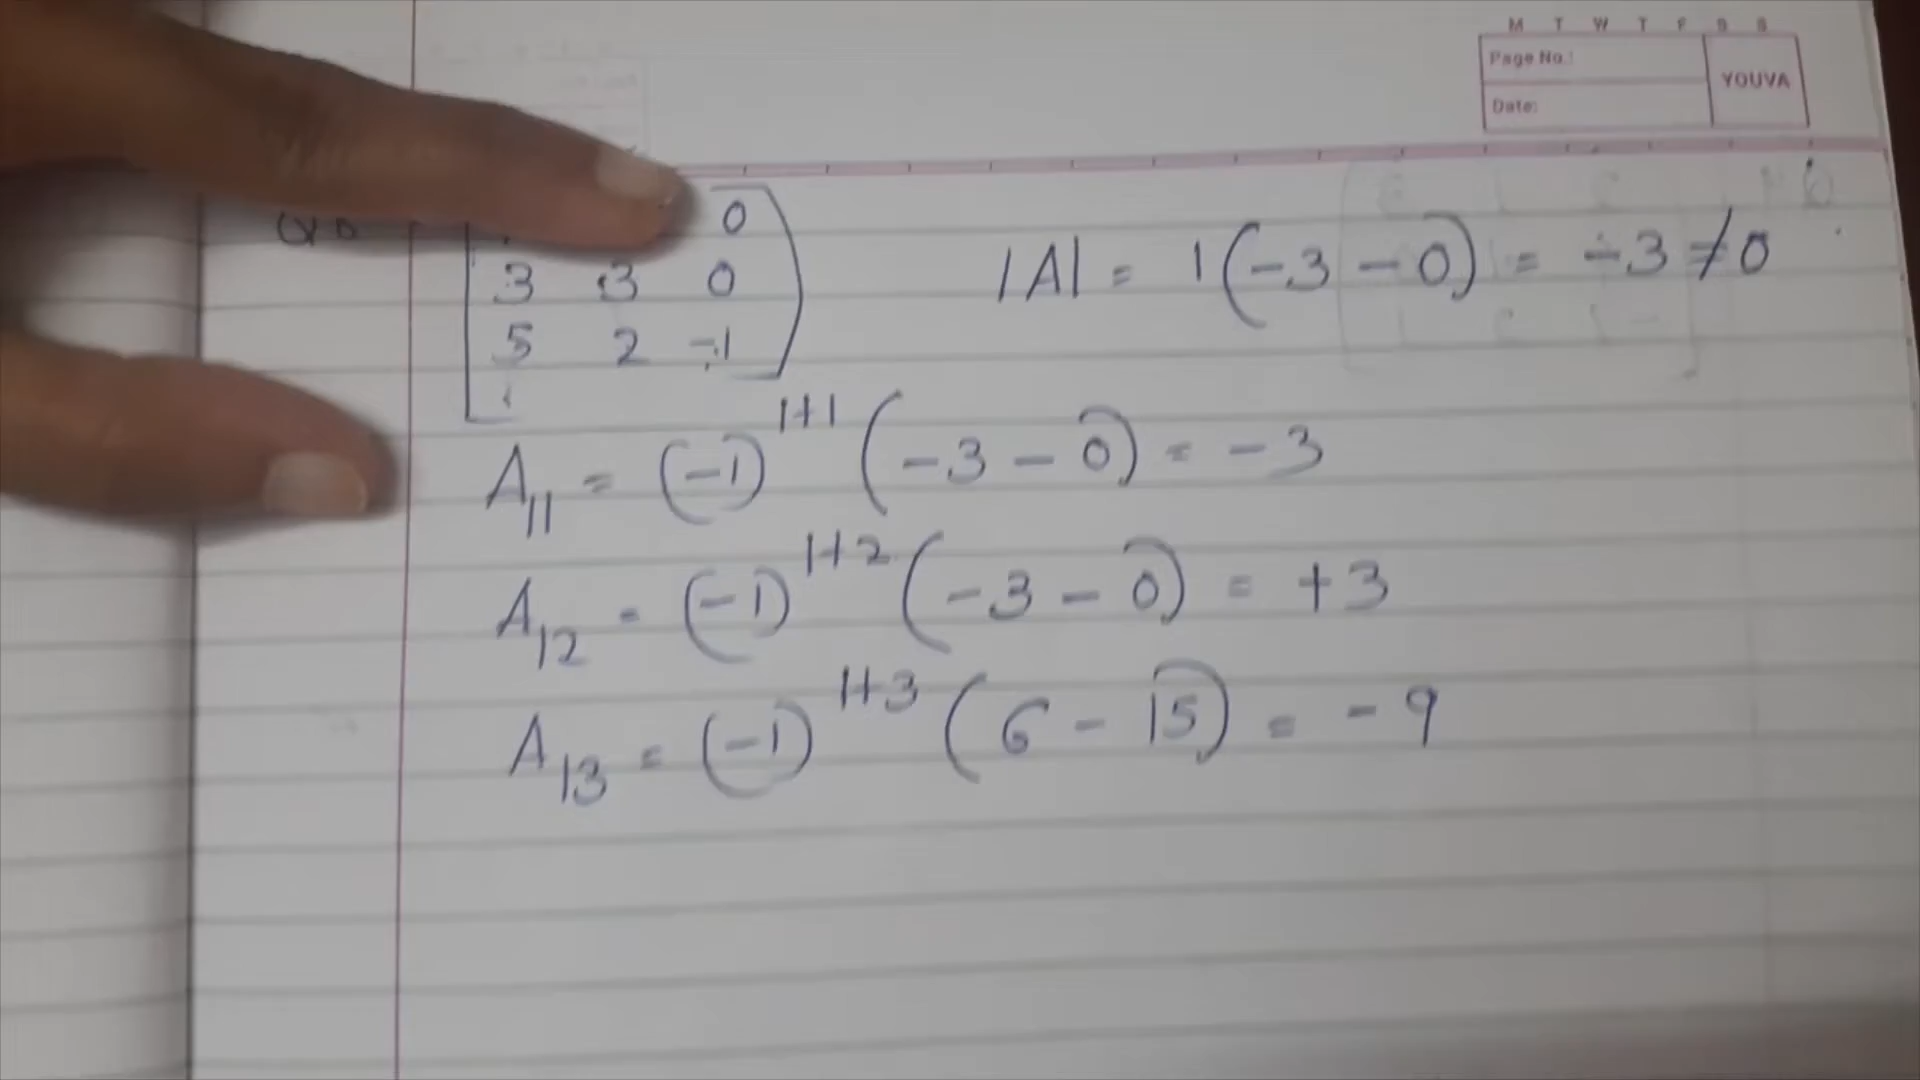 M T W T F S S
Page No.:
YOUVA
Date:
0
3 3 0
5 2 -1
|A| = 1(-3 - 0) = -3 ≠ 0
A₁₁ = (-1)¹⁺¹ (-3 - 0) = -3
A₁₂ = (-1)¹⁺² (-3 - 0) = +3
A₁₃ = (-1)¹⁺³ (6 - 15) = -9